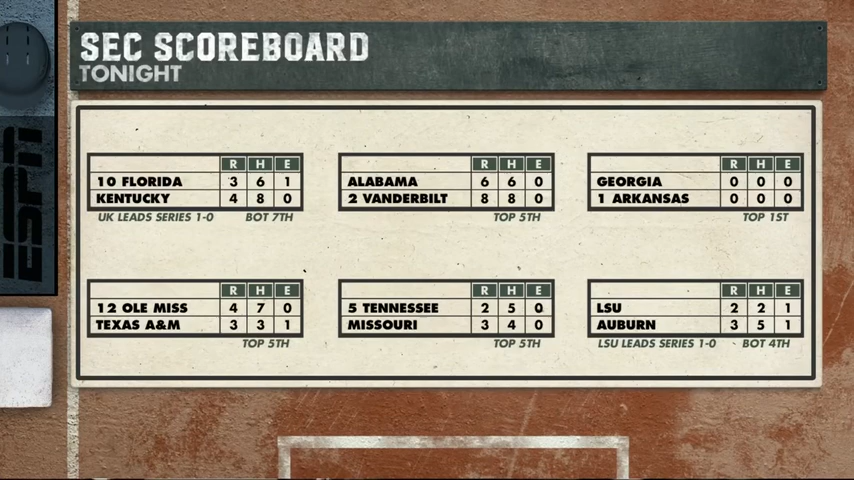 SEC SCOREBOARD
TONIGHT
ESPN
R H E
10 FLORIDA 3 6 1
KENTUCKY 4 8 0
UK LEADS SERIES 1-0 BOT 7TH
R H E
ALABAMA 6 6 0
2 VANDERBILT 8 8 0
TOP 5TH
R H E
GEORGIA 0 0 0
1 ARKANSAS 0 0 0
TOP 1ST
R H E
12 OLE MISS 4 7 0
TEXAS A&M 3 3 1
TOP 5TH
R H E
5 TENNESSEE 2 5 0
MISSOURI 3 4 0
TOP 5TH
R H E
LSU 2 2 1
AUBURN 3 5 1
LSU LEADS SERIES 1-0 BOT 4TH